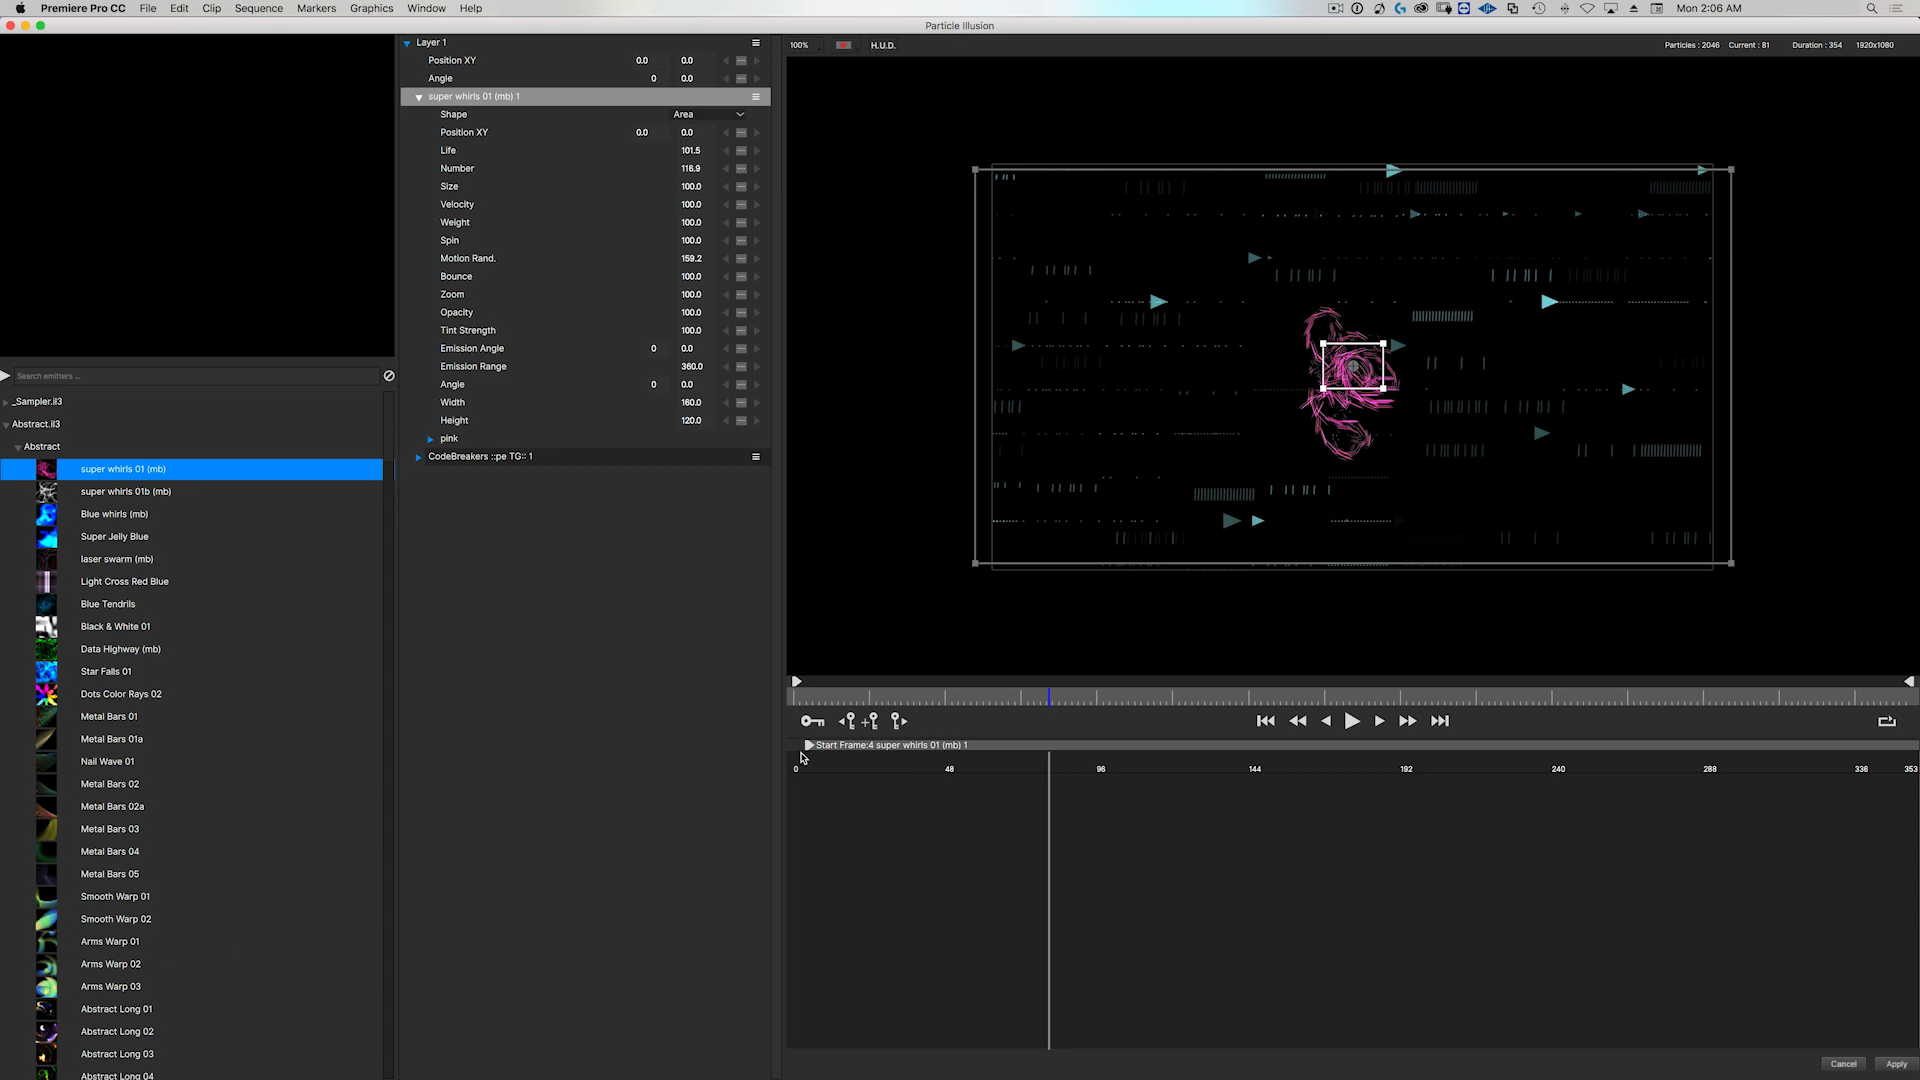 Premiere Pro CC File Edit Clip Sequence Markers Graphics Window Help Mon 2:06 AM
Particle Illusion
Layer 1
Position XY 0.0 0.0
Angle 0 0.0
super whirls 01 (mb) 1
Shape Area
Position XY 0.0 0.0
Life 101.5
Number 116.9
Size 100.0
Velocity 100.0
Weight 100.0
Spin 100.0
Motion Rand. 159.2
Bounce 100.0
Zoom 100.0
Opacity 100.0
Tint Strength 100.0
Emission Angle 0 0.0
Emission Range 360.0
Angle 0 0.0
Width 160.0
Height 120.0
pink
CodeBreakers ::pe TG:: 1
Search emitters ...
_Sampler.il3
Abstract.il3
Abstract
super whirls 01 (mb)
super whirls 01b (mb)
Blue whirls (mb)
Super Jelly Blue
laser swarm (mb)
Light Cross Red Blue
Blue Tendrils
Black & White 01
Data Highway (mb)
Star Falls 01
Dots Color Rays 02
Metal Bars 01
Metal Bars 01a
Nail Wave 01
Metal Bars 02
Metal Bars 02a
Metal Bars 03
Metal Bars 04
Metal Bars 05
Smooth Warp 01
Smooth Warp 02
Arms Warp 01
Arms Warp 02
Arms Warp 03
Abstract Long 01
Abstract Long 02
Abstract Long 03
Abstract Long 04
100% H.U.D. Particles : 2046 Current : 81 Duration : 354 1920x1080
Start Frame:4 super whirls 01 (mb) 1
0 48 96 144 192 240 288 336 353
Cancel Apply